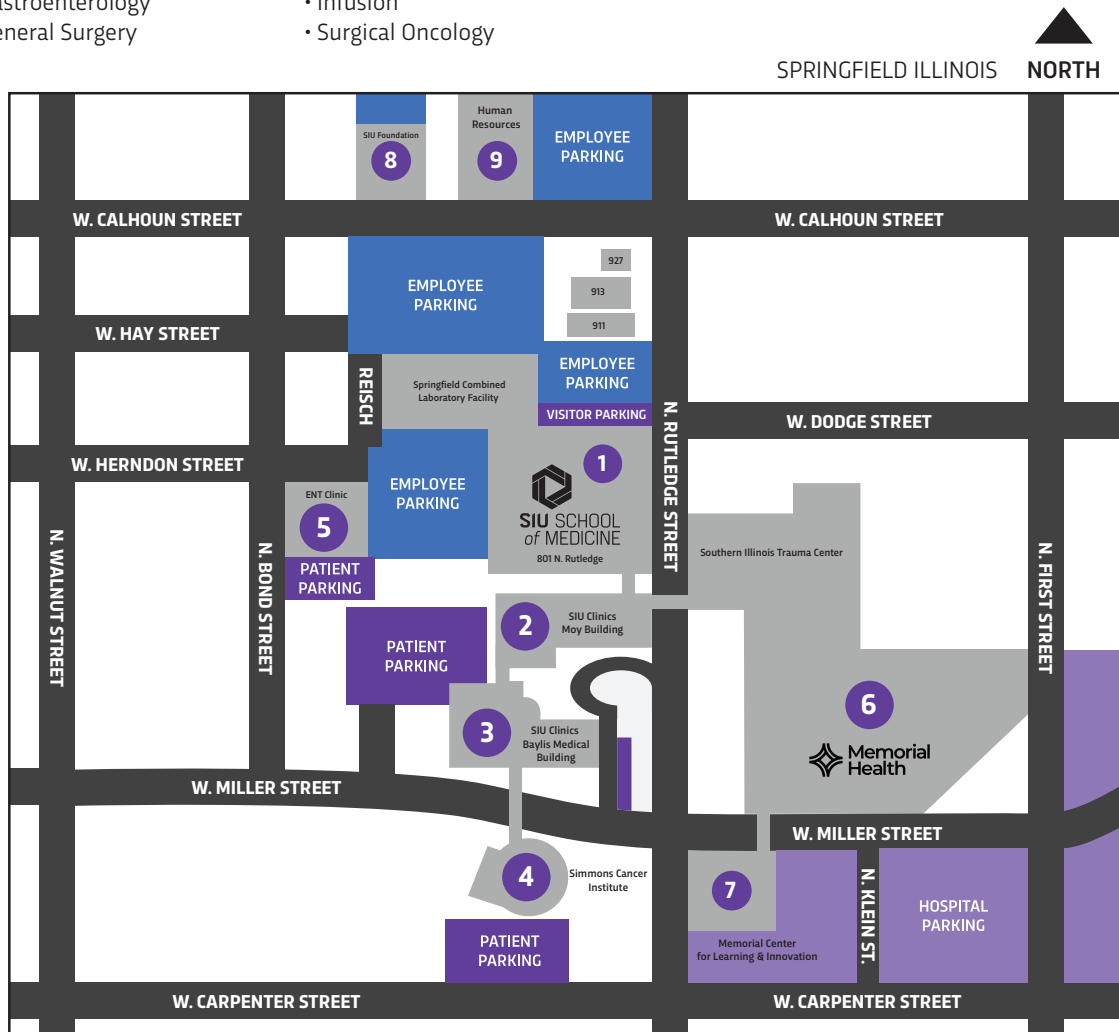 • Infusion
eneral Surgery
• Surgical Oncology
SPRINGFIELD ILLINOIS
NORTH
SIU Foundation
8
Human
Resources
9
EMPLOYEE
PARKING
W. CALHOUN STREET
W. CALHOUN STREET
EMPLOYEE
PARKING
927
913
911
W. HAY STREET
REISCH
Springfield Combined
Laboratory Facility
EMPLOYEE
PARKING
VISITOR PARKING
N. RUTLEDGE STREET
W. DODGE STREET
W. HERNDON STREET
ENT Clinic
5
PATIENT
PARKING
EMPLOYEE
PARKING
1
SIU SCHOOL
of MEDICINE
801 N. Rutledge
Southern Illinois Trauma Center
N. WALNUT STREET
N. BOND STREET
N. FIRST STREET
2
SIU Clinics
Moy Building
PATIENT
PARKING
3
SIU Clinics
Baylis Medical
Building
6
Memorial
Health
W. MILLER STREET
W. MILLER STREET
4
Simmons Cancer
Institute
7
Memorial Center
for Learning & Innovation
N. KLEIN ST.
HOSPITAL
PARKING
PATIENT
PARKING
W. CARPENTER STREET
W. CARPENTER STREET